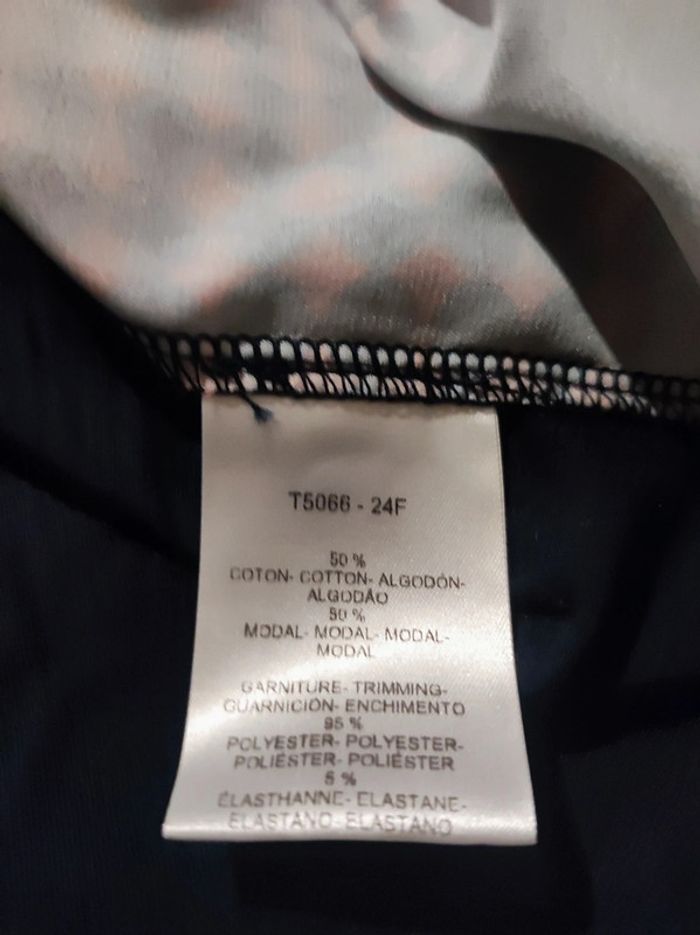 T5066 - 24F
50 %
COTON- COTTON- ALGODÓN-
ALGODÃO
50 %
MODAL- MODAL- MODAL-
MODAL
GARNITURE- TRIMMING-
GUARNICIÓN- ENCHIMENTO
95 %
POLYESTER- POLYESTER-
POLIÉSTER- POLIÉSTER
5 %
ÉLASTHANNE- ELASTANE-
ELASTANO- ELASTANO